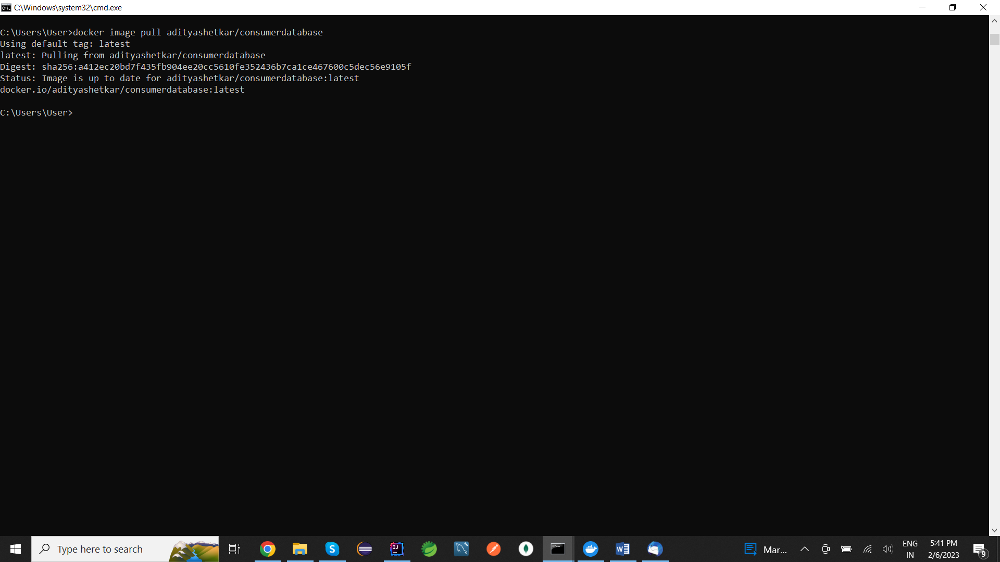 C:\Windows\system32\cmd.exe
C:\Users\User>docker image pull adityashetkar/consumerdatabase
Using default tag: latest
latest: Pulling from adityashetkar/consumerdatabase
Digest: sha256:a412ec20bd7f435fb904ee20cc5610fe352436b7ca1ce467600c5dec56e9105f
Status: Image is up to date for adityashetkar/consumerdatabase:latest
docker.io/adityashetkar/consumerdatabase:latest
C:\Users\User>
Type here to search
Mar...
ENG
IN
5:41 PM
2/6/2023
9